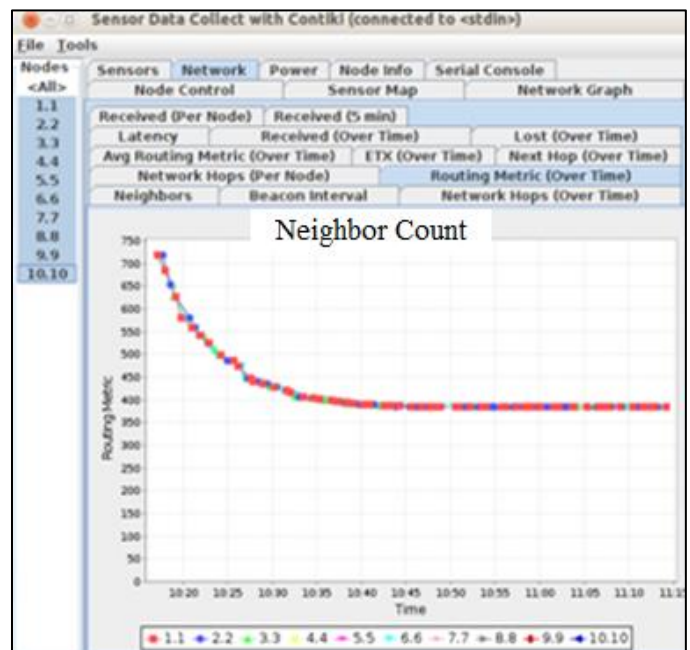 Sensor Data Collect with Contiki (connected to <stdin>)
File Tools
Nodes
<All>
1.1
2.2
3.3
4.4
5.5
6.6
7.7
8.8
9.9
10.10
Sensors Network Power Node Info Serial Console
Node Control Sensor Map Network Graph
Received (Per Node) Received (5 min)
Latency Received (Over Time) Lost (Over Time)
Avg Routing Metric (Over Time) ETX (Over Time) Next Hop (Over Time)
Network Hops (Per Node) Routing Metric (Over Time)
Neighbors Beacon Interval Network Hops (Over Time)
Neighbor Count
Routing Metric
750
700
650
600
550
500
450
400
350
300
250
200
150
100
50
0
10:20 10:25 10:30 10:35 10:40 10:45 10:50 10:55 11:00 11:05 11:10 11:15
Time
1.1 2.2 3.3 4.4 5.5 6.6 7.7 8.8 9.9 10.10